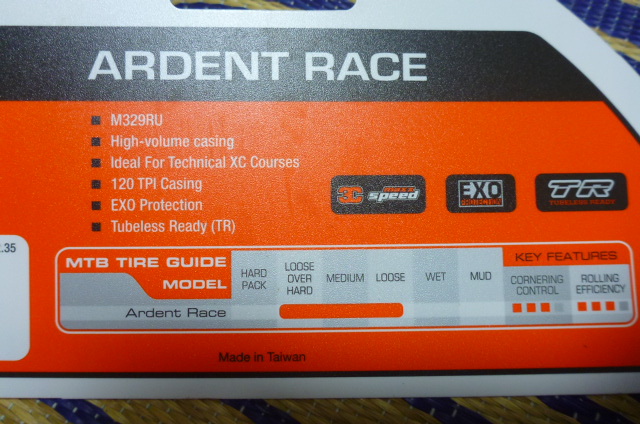 ARDENT RACE
M329RU
High-volume casing
Ideal For Technical XC Courses
120 TPI Casing
EXO Protection
Tubeless Ready (TR)
3C MAXX speed
EXO PROTECTION
TR TUBELESS READY
.35
MTB TIRE GUIDE
MODEL
HARD PACK
LOOSE OVER HARD
MEDIUM
LOOSE
WET
MUD
KEY FEATURES
CORNERING CONTROL
ROLLING EFFICIENCY
Ardent Race
Made in Taiwan